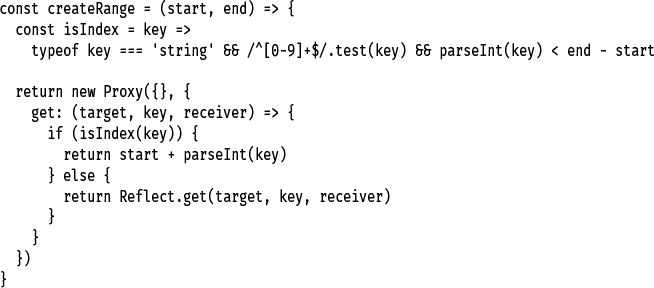 const createRange = (start, end) => {
  const isIndex = key =>
    typeof key === 'string' && /^[0-9]+$/.test(key) && parseInt(key) < end - start

  return new Proxy({}, {
    get: (target, key, receiver) => {
      if (isIndex(key)) {
        return start + parseInt(key)
      } else {
        return Reflect.get(target, key, receiver)
      }
    }
  })
}